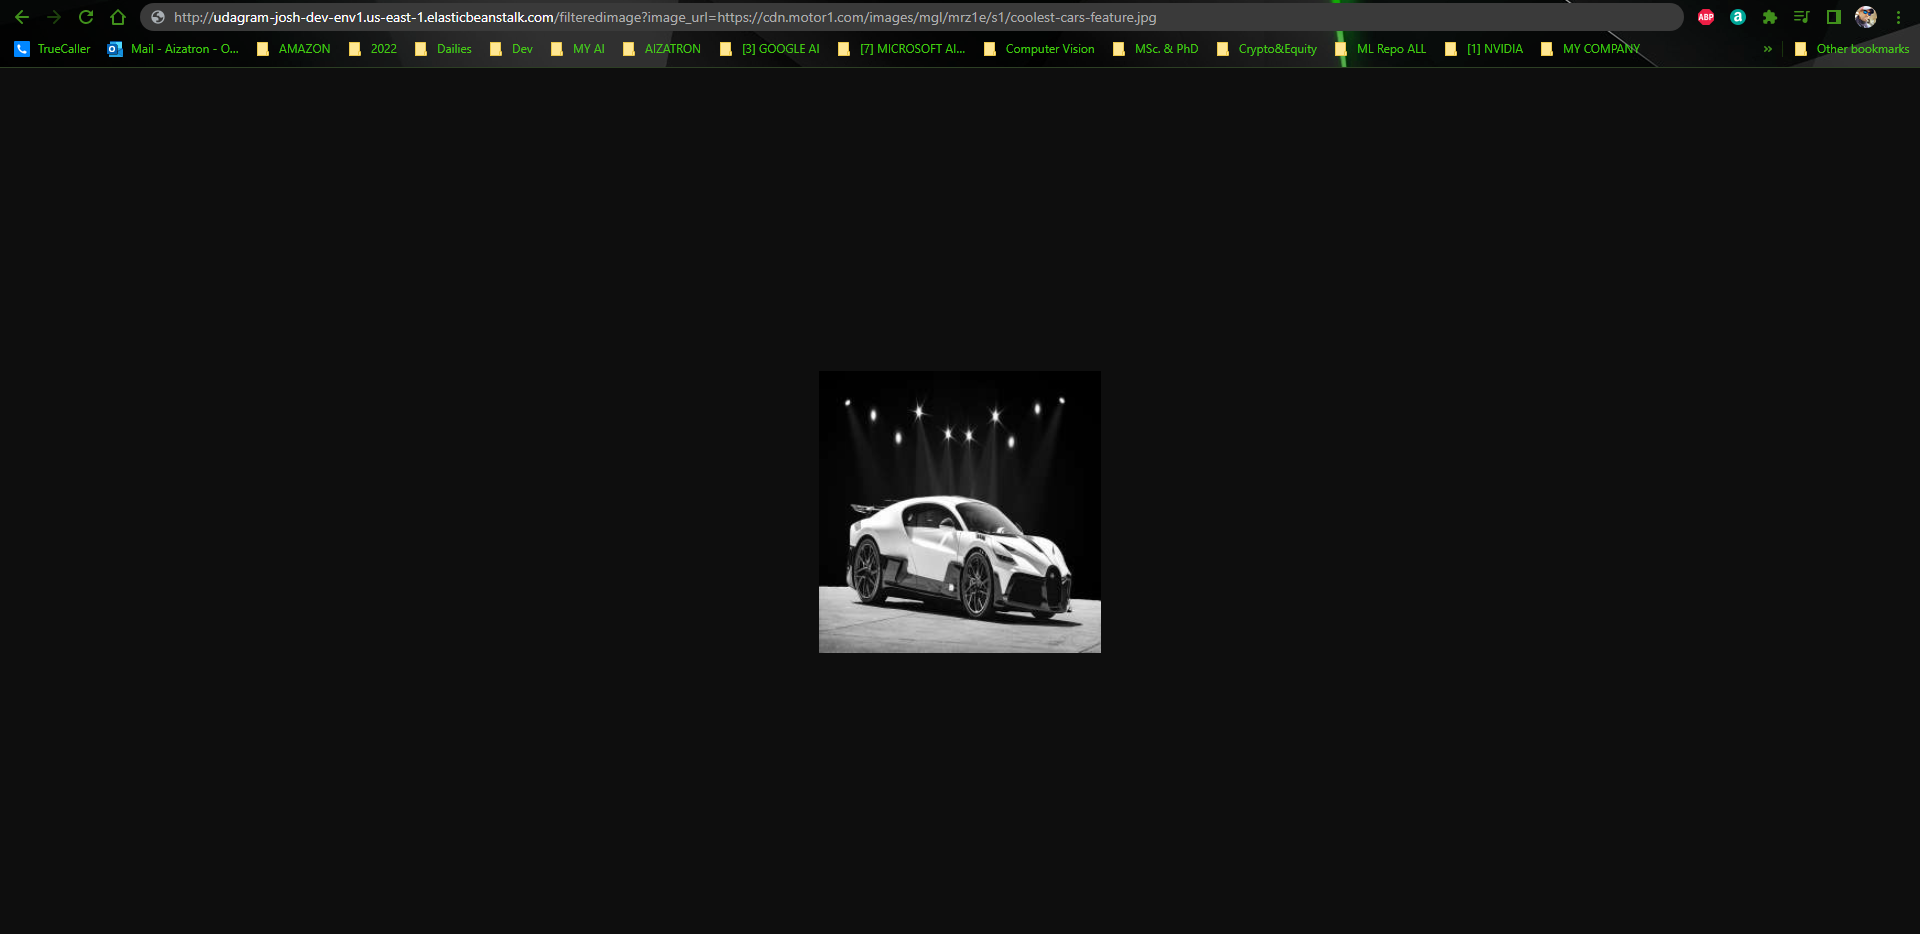 http://udagram-josh-dev-env1.us-east-1.elasticbeanstalk.com/filteredimage?image_url=https://cdn.motor1.com/images/mgl/mrz1e/s1/coolest-cars-feature.jpg ABP a
TrueCaller Mail - Aizatron - O... AMAZON 2022 Dailies Dev MY AI AIZATRON [3] GOOGLE AI [7] MICROSOFT AI... Computer Vision MSc. & PhD Crypto&Equity ML Repo ALL [1] NVIDIA MY COMPANY » Other bookmarks